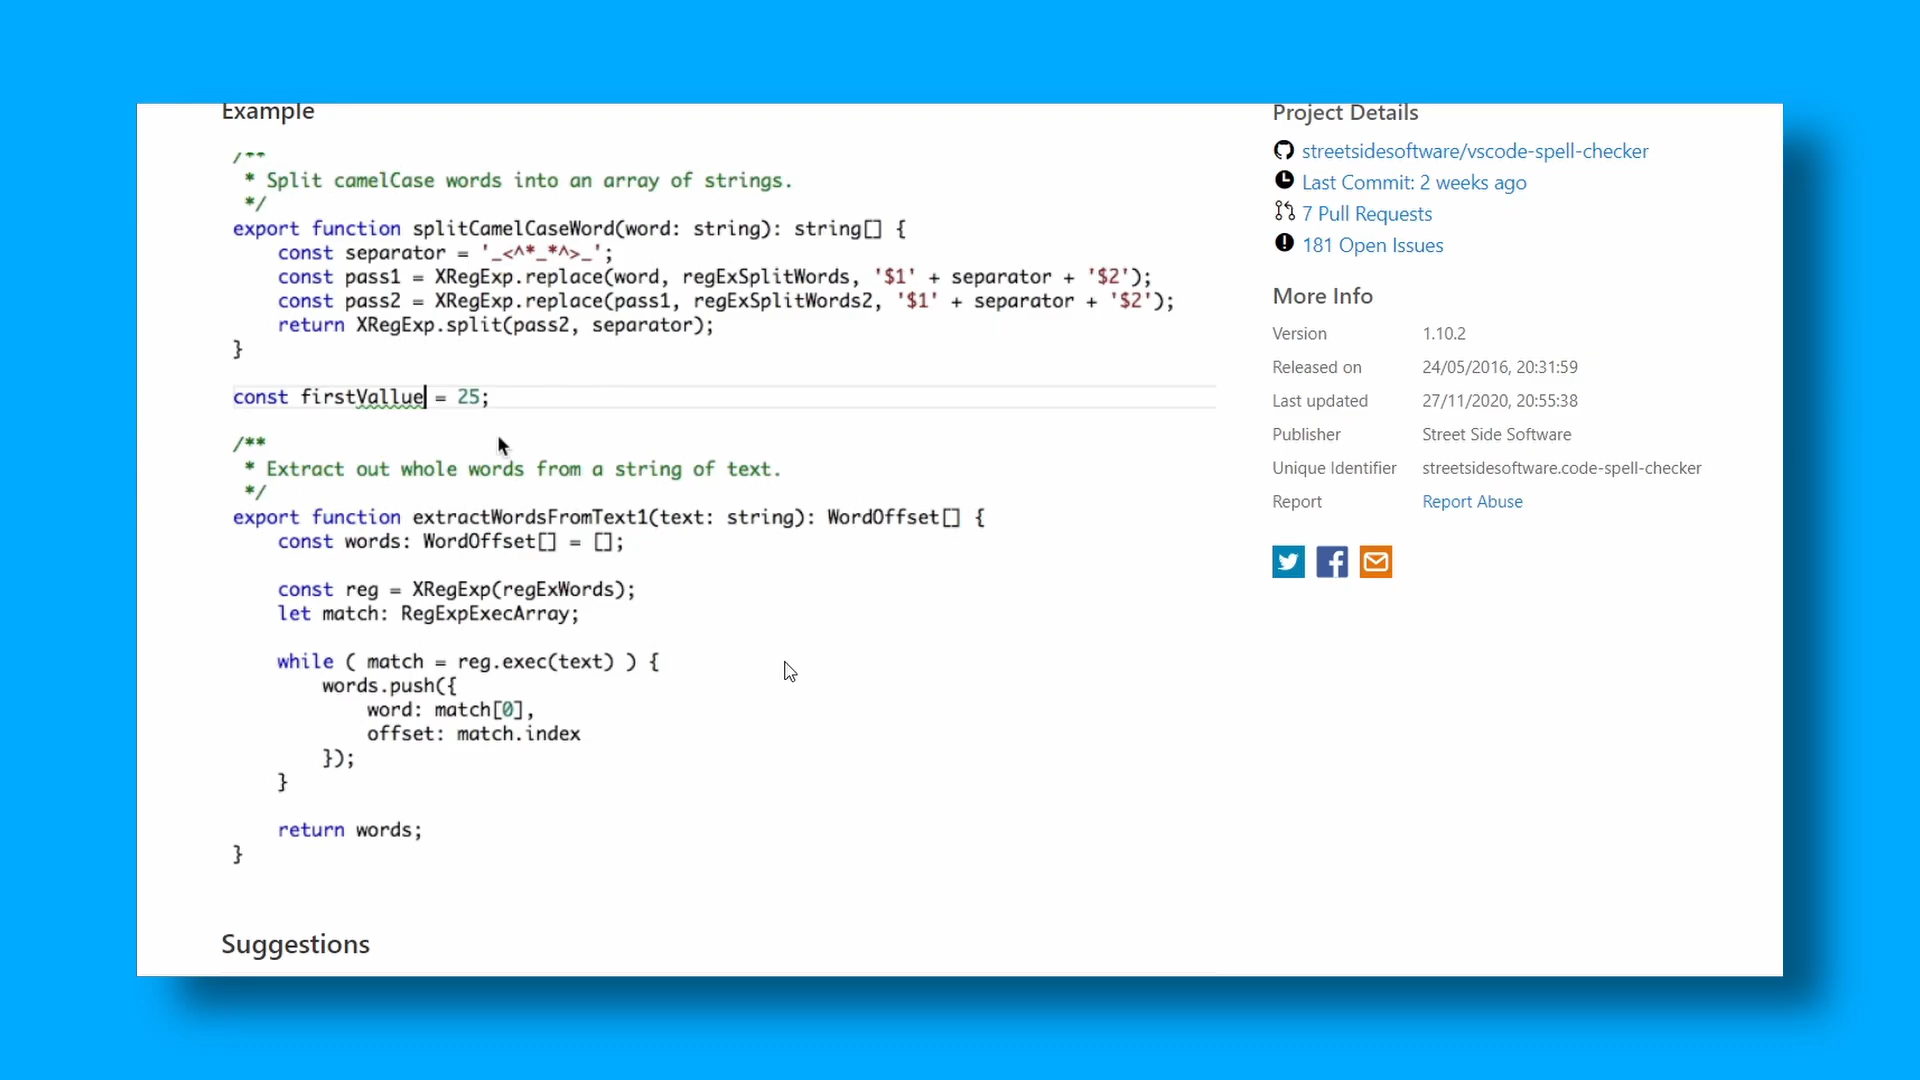 Example
/**
 * Split camelCase words into an array of strings.
 */
export function splitCamelCaseWord(word: string): string[] {
    const separator = '_<^*_*^>_';
    const pass1 = XRegExp.replace(word, regExSplitWords, '$1' + separator + '$2');
    const pass2 = XRegExp.replace(pass1, regExSplitWords2, '$1' + separator + '$2');
    return XRegExp.split(pass2, separator);
}
const firstVallue = 25;
/**
 * Extract out whole words from a string of text.
 */
export function extractWordsFromText1(text: string): WordOffset[] {
    const words: WordOffset[] = [];
    const reg = XRegExp(regExWords);
    let match: RegExpExecArray;
    while ( match = reg.exec(text) ) {
        words.push({
            word: match[0],
            offset: match.index
        });
    }
    return words;
}
Suggestions
Project Details
streetsidesoftware/vscode-spell-checker
Last Commit: 2 weeks ago
7 Pull Requests
181 Open Issues
More Info
Version 1.10.2
Released on 24/05/2016, 20:31:59
Last updated 27/11/2020, 20:55:38
Publisher Street Side Software
Unique Identifier streetsidesoftware.code-spell-checker
Report Report Abuse